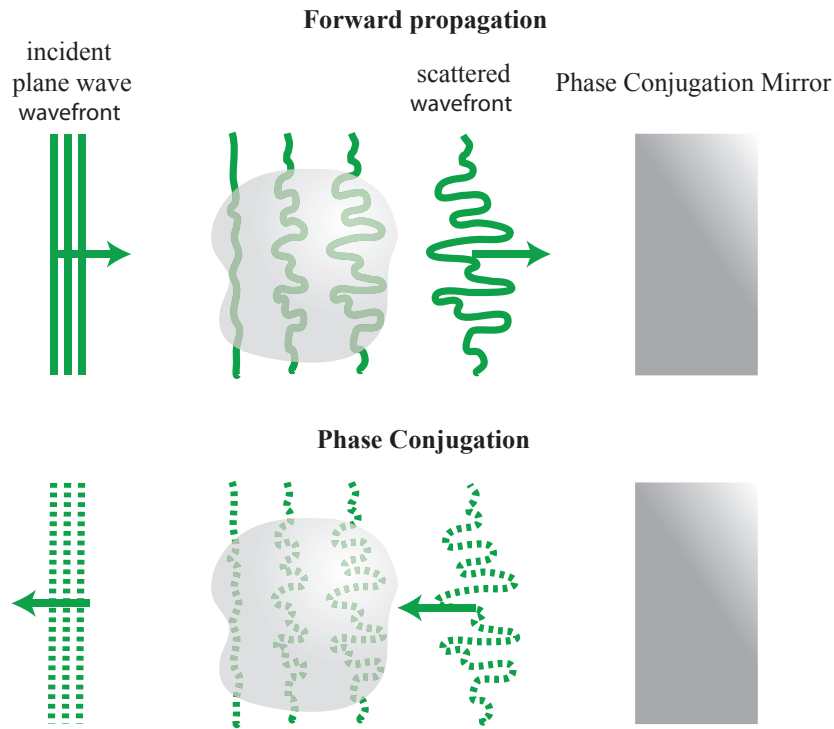 Forward propagation
incident
plane wave
wavefront
scattered
wavefront
Phase Conjugation Mirror
Phase Conjugation